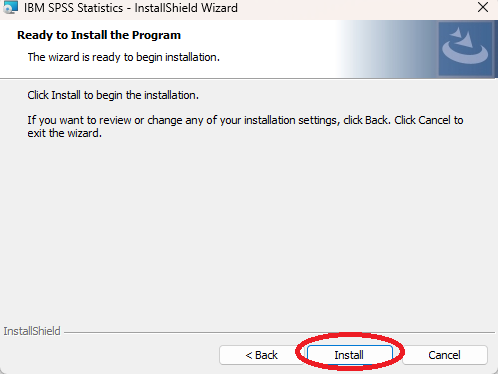 IBM SPSS Statistics - InstallShield Wizard
Ready to Install the Program
The wizard is ready to begin installation.
Click Install to begin the installation.
If you want to review or change any of your installation settings, click Back. Click Cancel to
exit the wizard.
InstallShield
< Back Install Cancel